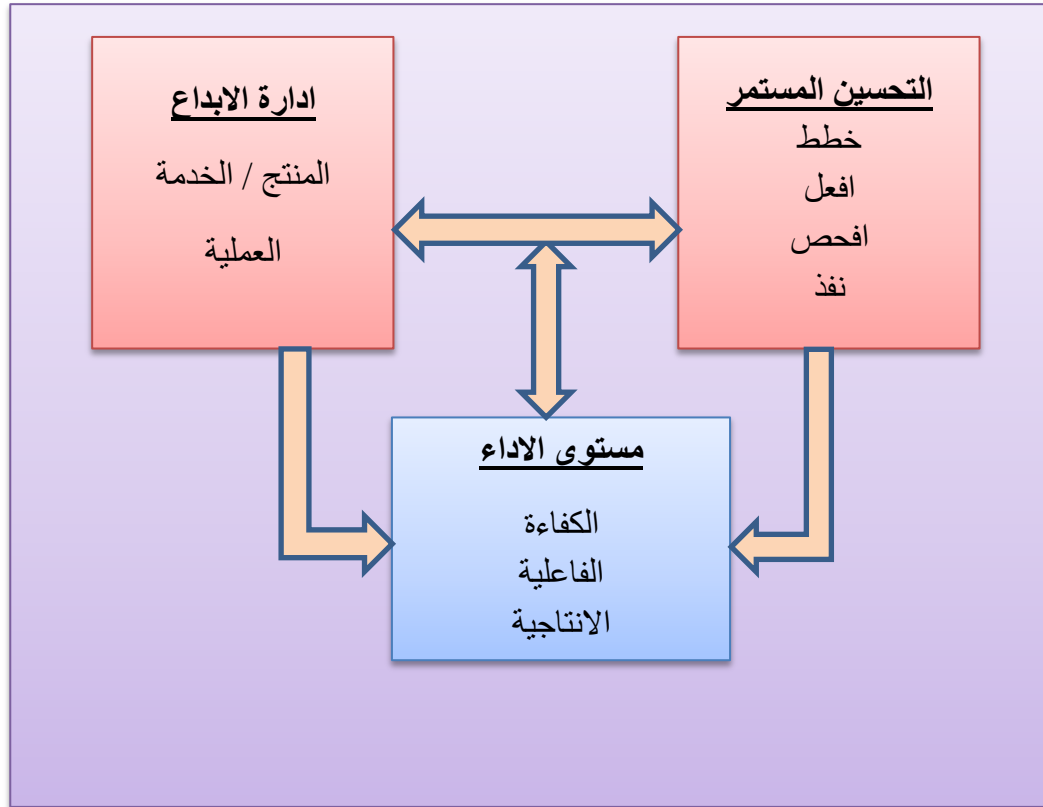 التحسين المستمر
خطط
افعل
افحص
نفذ
ادارة الابداع
المنتج / الخدمة
العملية
مستوى الاداء
الكفاءة
الفاعلية
الانتاجية